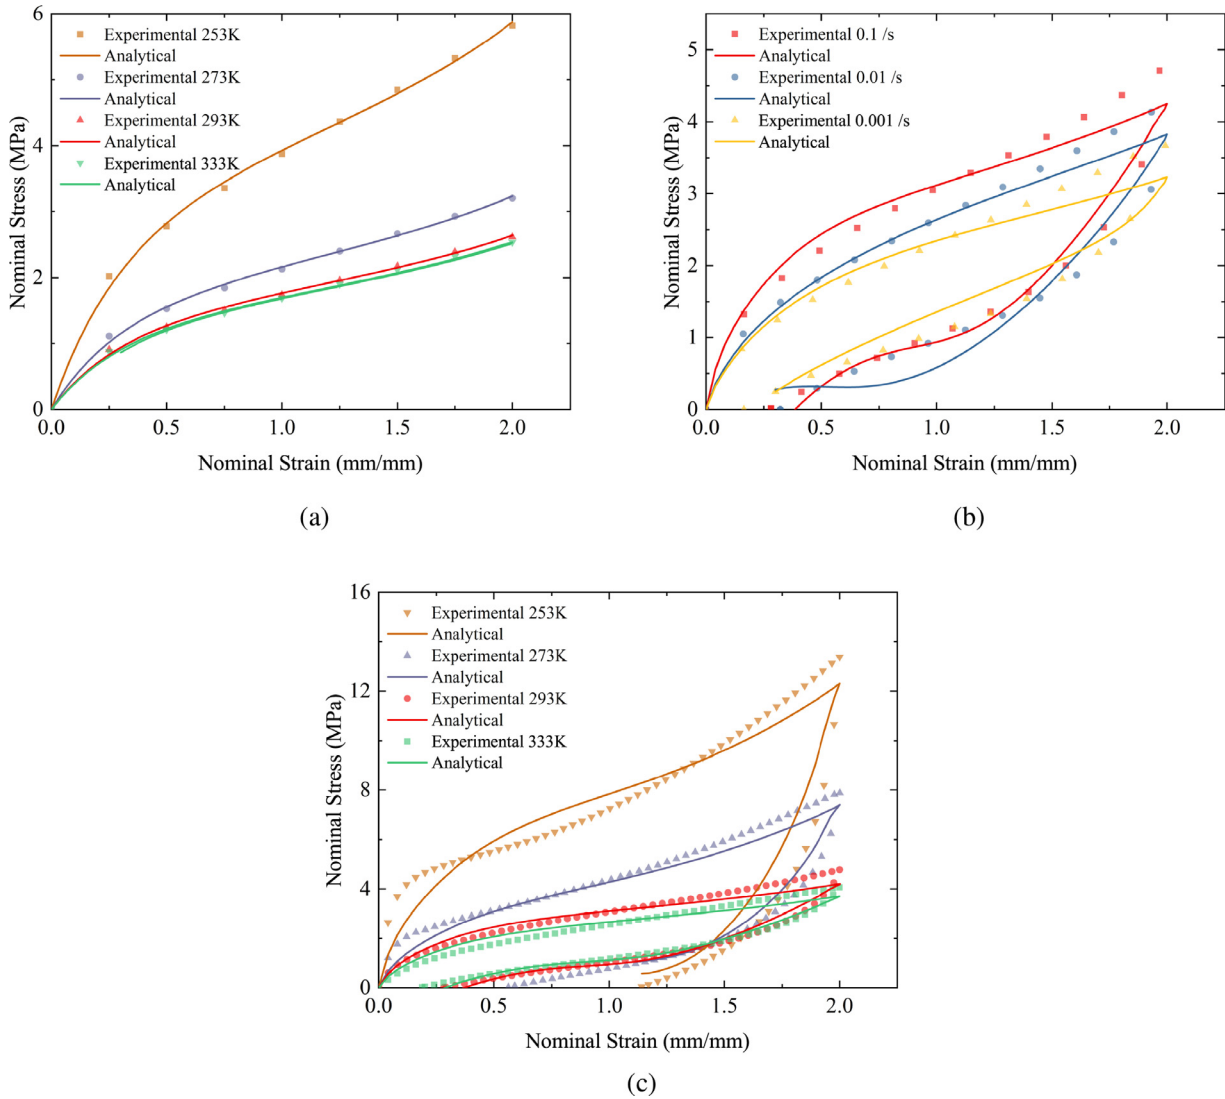 Experimental 253K
Analytical
Experimental 273K
Analytical
Experimental 293K
Analytical
Experimental 333K
Analytical
Nominal Stress (MPa)
6
4
2
0
0.0
0.5
1.0
1.5
2.0
Nominal Strain (mm/mm)
(a)
Experimental 0.1 /s
Analytical
Experimental 0.01 /s
Analytical
Experimental 0.001 /s
Analytical
Nominal Stress (MPa)
5
4
3
2
1
0
0.0
0.5
1.0
1.5
2.0
Nominal Strain (mm/mm)
(b)
Experimental 253K
Analytical
Experimental 273K
Analytical
Experimental 293K
Analytical
Experimental 333K
Analytical
Nominal Stress (MPa)
16
12
8
4
0
0.0
0.5
1.0
1.5
2.0
Nominal Strain (mm/mm)
(c)